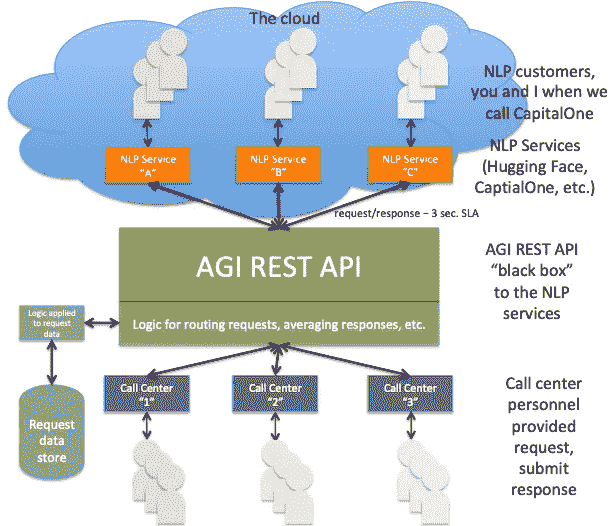 The cloud
NLP customers,
you and I when we
call CapitalOne
NLP Service
"A"
NLP Service
"B"
NLP Service
"C"
NLP Services
(Hugging Face,
CaptialOne, etc.)
request/response – 3 sec. SLA
AGI REST API
AGI REST API
"black box"
to the NLP
services
Logic applied
to request
data
Logic for routing requests, averaging responses, etc.
Call Center
"1"
Call Center
"2"
Call Center
"3"
Call center
personnel
provided
request,
submit
response
Request
data
store